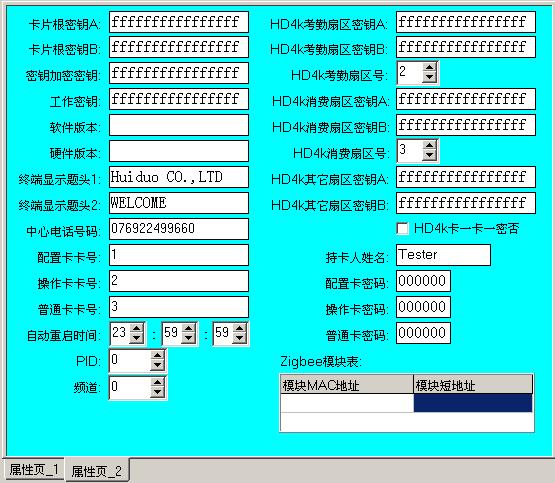 卡片根密钥A: ffffffffffffffff
卡片根密钥B: ffffffffffffffff
密钥加密密钥: ffffffffffffffff
工作密钥: ffffffffffffffff
软件版本:
硬件版本:
终端显示题头1: Huiduo CO.,LTD
终端显示题头2: WELCOME
中心电话号码: 076922499660
配置卡卡号: 1
操作卡卡号: 2
普通卡卡号: 3
自动重启时间: 23 : 59 : 59
PID: 0
频道: 0
HD4k考勤扇区密钥A: ffffffffffffffff
HD4k考勤扇区密钥B: ffffffffffffffff
HD4k考勤扇区号: 2
HD4k消费扇区密钥A: ffffffffffffffff
HD4k消费扇区密钥B: ffffffffffffffff
HD4k消费扇区号: 3
HD4k其它扇区密钥A: ffffffffffffffff
HD4k其它扇区密钥B: ffffffffffffffff
HD4k卡一卡一密否
持卡人姓名: Tester
配置卡密码: 000000
操作卡密码: 000000
普通卡密码: 000000
Zigbee模块表:
模块MAC地址 模块短地址
属性页_1 属性页_2